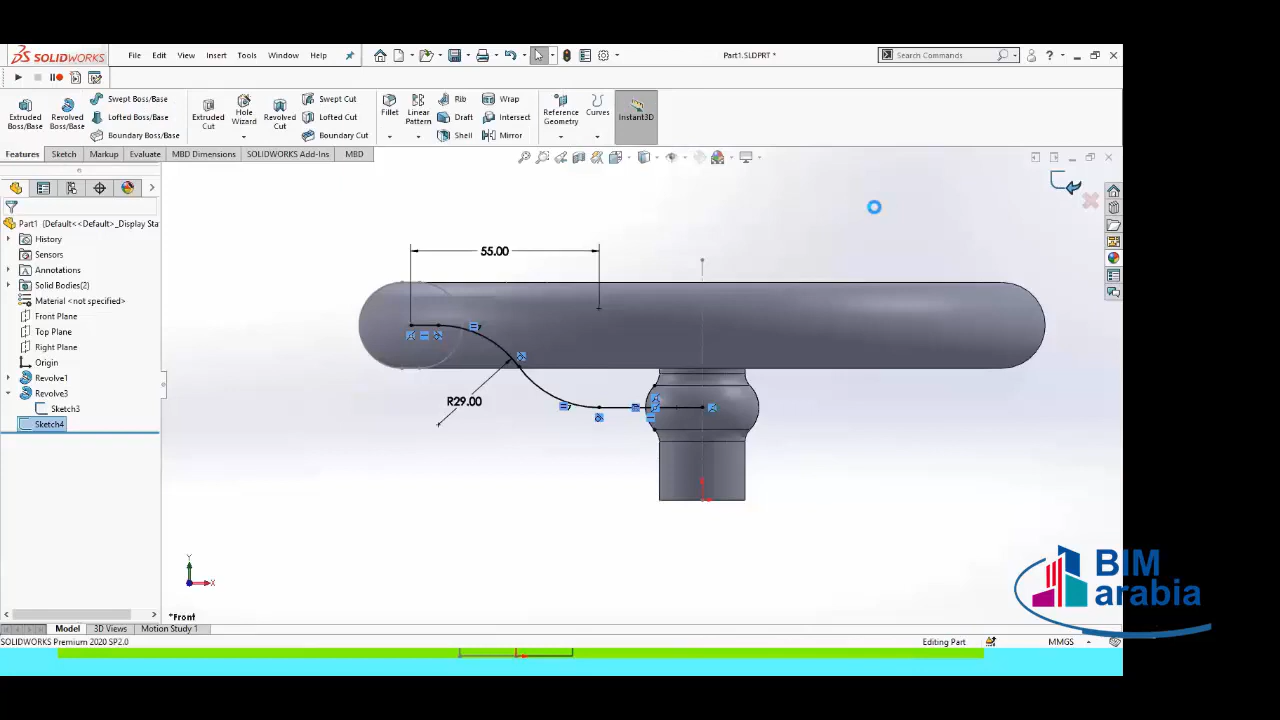 DS SOLIDWORKS File Edit View Insert Tools Window Help Part1.SLDPRT * Search Commands
Extruded Boss/Base
Revolved Boss/Base
Swept Boss/Base
Lofted Boss/Base
Boundary Boss/Base
Extruded Cut
Hole Wizard
Revolved Cut
Swept Cut
Lofted Cut
Boundary Cut
Fillet
Linear Pattern
Rib
Draft
Shell
Wrap
Intersect
Mirror
Reference Geometry
Curves
Instant3D
Features Sketch Markup Evaluate MBD Dimensions SOLIDWORKS Add-Ins MBD
Part1 (Default<<Default>_Display Sta
History
Sensors
Annotations
Solid Bodies(2)
Material <not specified>
Front Plane
Top Plane
Right Plane
Origin
Revolve1
Revolve3
Sketch3
Sketch4
55.00
R29.00
Y
X
*Front
BIM
arabia
Model 3D Views Motion Study 1
SOLIDWORKS Premium 2020 SP2.0 Editing Part MMGS